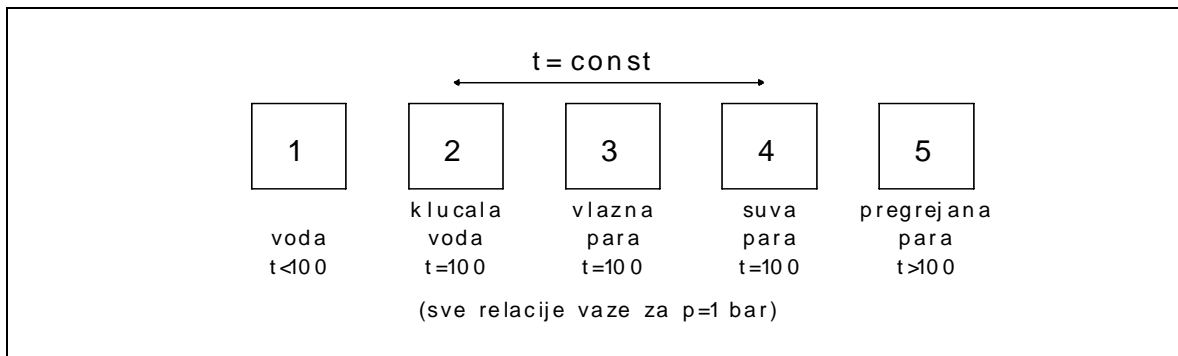 t=const
1 2 3 4 5
klucala vlazna suva pregrejana
voda voda para para para
t<100 t=100 t=100 t=100 t>100
(sve relacije vaze za p=1 bar)